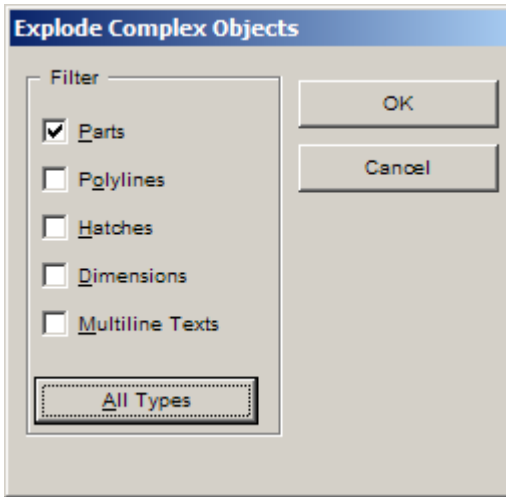 Explode Complex Objects
Filter
OK
Parts
Cancel
Polylines
Hatches
Dimensions
Multiline Texts
All Types